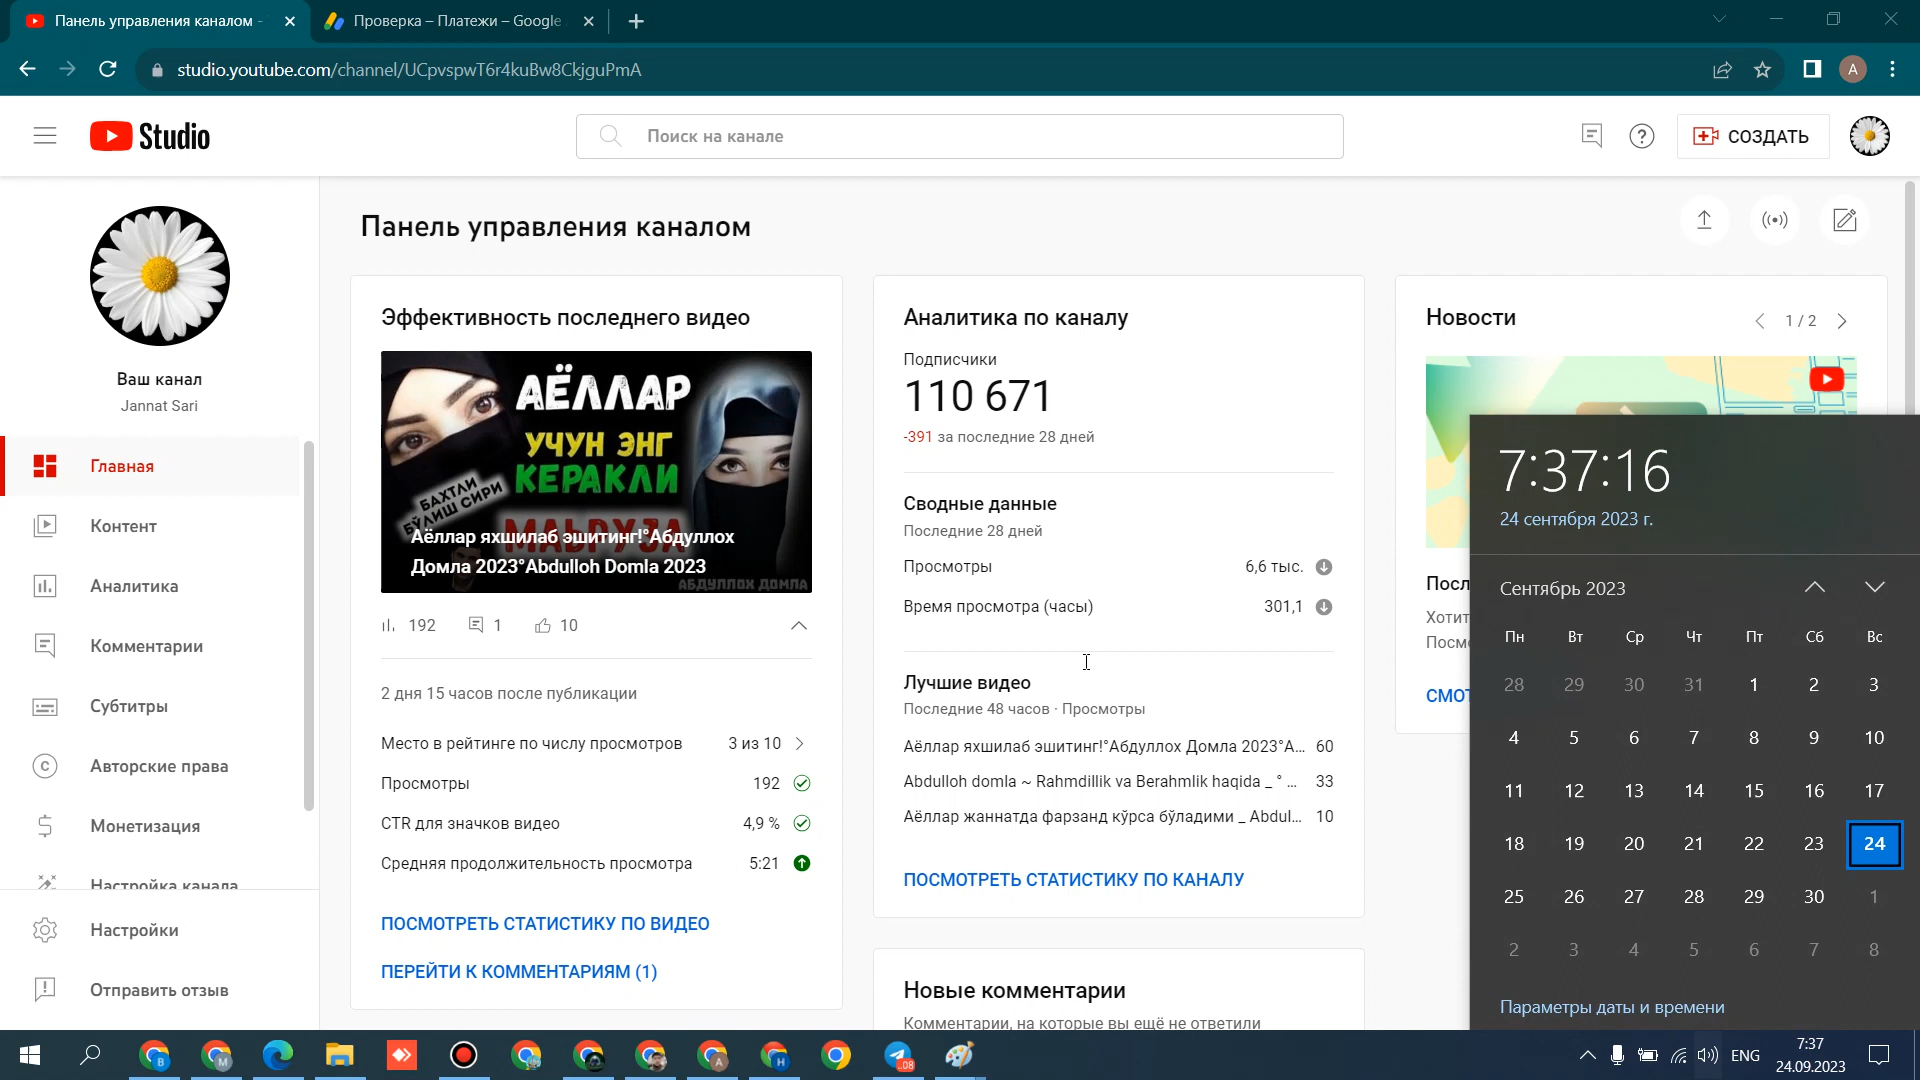 Панель управления каналом -
Проверка – Платежи – Google
studio.youtube.com/channel/UCpvspwT6r4kuBw8CkjguPmA
A
Studio
Поиск на канале
СОЗДАТЬ
Ваш канал
Jannat Sari
Главная
Контент
Аналитика
Комментарии
Субтитры
Авторские права
Монетизация
Настройка канала
Настройки
Отправить отзыв
Панель управления каналом
Эффективность последнего видео
АЁЛЛАР
УЧУН ЭНГ
КЕРАКЛИ
БАХТЛИ
БЎЛИШ СИРИ
МАЪРУЗА
Аёллар яхшилаб эшитинг!°Абдуллох
Домла 2023°Abdulloh Domla 2023
АБДУЛЛОХ ДОМЛА
192 1 10
2 дня 15 часов после публикации
Место в рейтинге по числу просмотров 3 из 10
Просмотры 192
CTR для значков видео 4,9 %
Средняя продолжительность просмотра 5:21
ПОСМОТРЕТЬ СТАТИСТИКУ ПО ВИДЕО
ПЕРЕЙТИ К КОММЕНТАРИЯМ (1)
Аналитика по каналу
Подписчики
110 671
-391 за последние 28 дней
Сводные данные
Последние 28 дней
Просмотры 6,6 тыс.
Время просмотра (часы) 301,1
Лучшие видео
Последние 48 часов · Просмотры
Аёллар яхшилаб эшитинг!°Абдуллох Домла 2023°A... 60
Abdulloh domla ~ Rahmdillik va Berahmlik haqida _ ° ... 33
Аёллар жаннатда фарзанд кўрса бўладими _ Abdul... 10
ПОСМОТРЕТЬ СТАТИСТИКУ ПО КАНАЛУ
Новые комментарии
Комментарии, на которые вы ещё не ответили
Новости
1 / 2
Посл
Хотит
Посм
СМОТ
7:37:16
24 сентября 2023 г.
Сентябрь 2023
Пн Вт Ср Чт Пт Сб Вс
28 29 30 31 1 2 3
4 5 6 7 8 9 10
11 12 13 14 15 16 17
18 19 20 21 22 23 24
25 26 27 28 29 30 1
2 3 4 5 6 7 8
Параметры даты и времени
B M A H ..08
ENG
7:37
24.09.2023